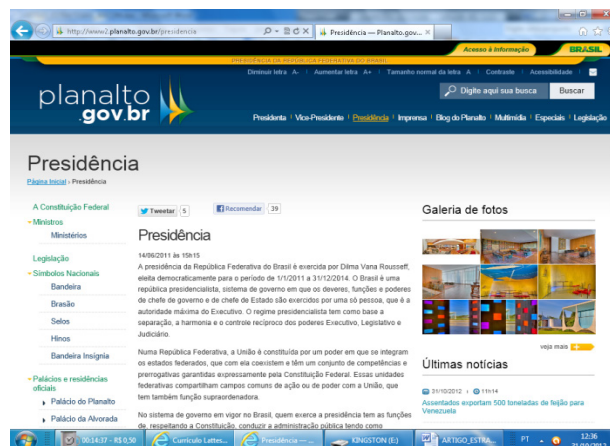 http://www2.planalto.gov.br/presidencia
Presidência — Planalto.gov...
Acesso à Informação
BRASIL
PRESIDÊNCIA DA REPÚBLICA FEDERATIVA DO BRASIL
Diminuir letra A- Aumentar letra A+ Tamanho normal da letra A Contraste Acessibilidade
planalto
.gov.br
Digite aqui sua busca
Buscar
Presidenta Vice-Presidente Presidência Imprensa Blog do Planalto Multimídia Especiais Legislação
Presidência
Página Inicial › Presidência
A Constituição Federal
Ministros
Ministérios
Legislação
Símbolos Nacionais
Bandeira
Brasão
Selos
Hinos
Bandeira Insígnia
Palácios e residências
oficiais
Palácio do Planalto
Palácio da Alvorada
Tweetar 5
Recomendar 39
Presidência
14/06/2011 às 15h15
A presidência da República Federativa do Brasil é exercida por Dilma Vana Rousseff,
eleita democraticamente para o período de 1/1/2011 a 31/12/2014. O Brasil é uma
república presidencialista, sistema de governo em que os deveres, funções e poderes
de chefe de governo e de chefe de Estado são exercidos por uma só pessoa, que é a
autoridade máxima do Executivo. O regime presidencialista tem como base a
separação, a harmonia e o controle recíproco dos poderes Executivo, Legislativo e
Judiciário.
Numa República Federativa, a União é constituída por um poder em que se integram
os estados federados, que com ela coexistem e têm um conjunto de competências e
prerrogativas garantidas expressamente pela Constituição Federal. Essas unidades
federativas compartilham campos comuns de ação ou de poder com a União, que
tem também função supraordenadora.
No sistema de governo em vigor no Brasil, quem exerce a presidência tem as funções
de, respeitando a Constituição, conduzir a administração pública tendo como
Galeria de fotos
veja mais
Últimas notícias
31/10/2012 11h14
Assentados exportam 500 toneladas de feijão para
Venezuela
00:14:37 - R$ 0,50
Currículo Lattes...
Presidência — ...
KINGSTON (E:)
ARTIGO_ESTRA...
PT
12:36